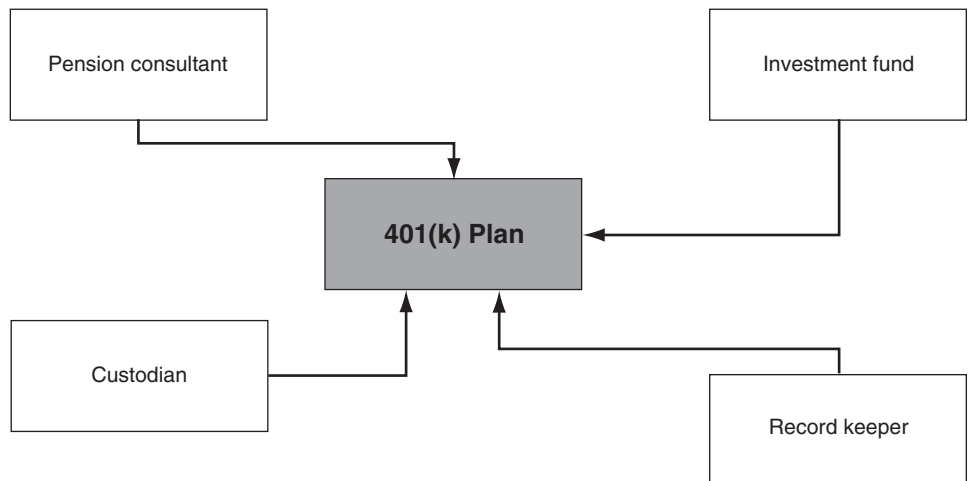 Pension consultant
Investment fund
401(k) Plan
Custodian
Record keeper